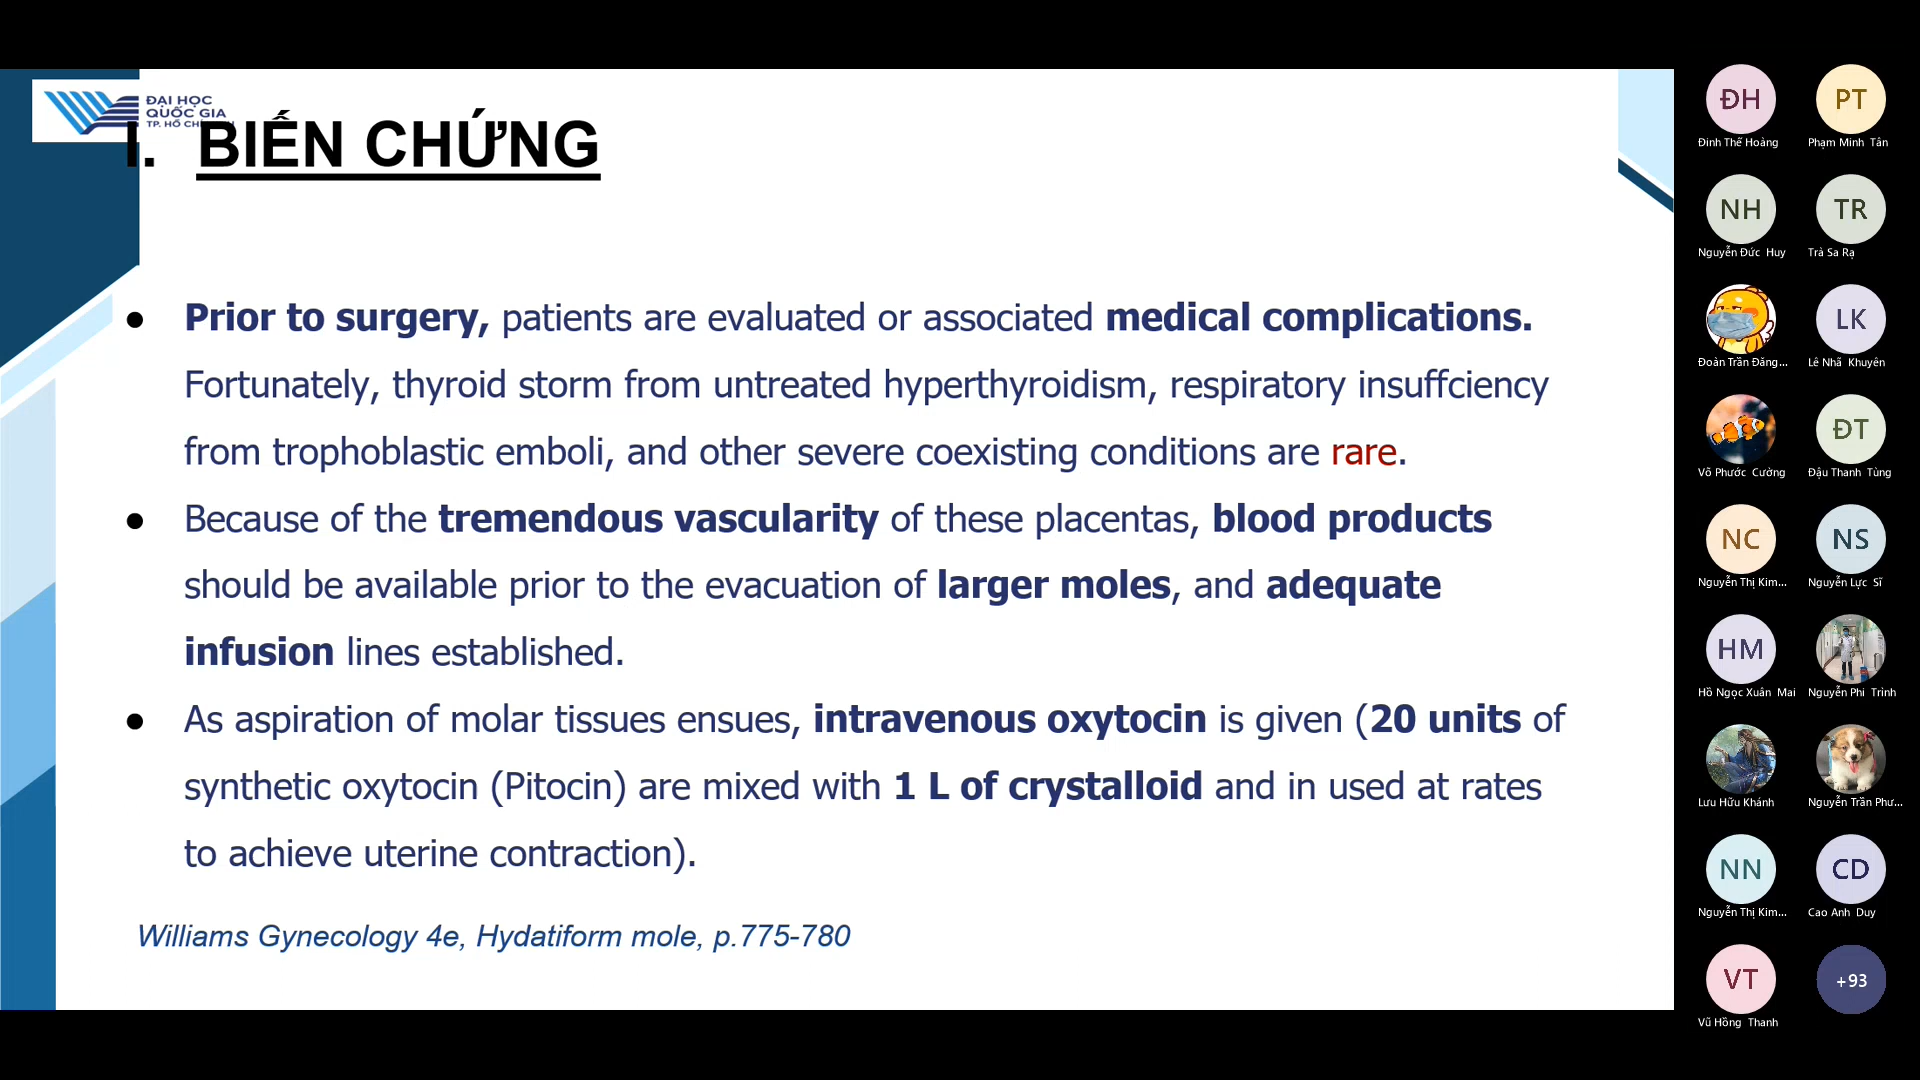 ĐẠI HỌC
QUỐC GIA
I. BIẾN CHỨNG
● Prior to surgery, patients are evaluated or associated medical complications.
Fortunately, thyroid storm from untreated hyperthyroidism, respiratory insuffciency
from trophoblastic emboli, and other severe coexisting conditions are rare.
● Because of the tremendous vascularity of these placentas, blood products
should be available prior to the evacuation of larger moles, and adequate
infusion lines established.
● As aspiration of molar tissues ensues, intravenous oxytocin is given (20 units of
synthetic oxytocin (Pitocin) are mixed with 1 L of crystalloid and in used at rates
to achieve uterine contraction).
Williams Gynecology 4e, Hydatiform mole, p.775-780
ĐH
PT
Đinh Thế Hoàng
Phạm Minh Tân
NH
TR
Nguyễn Đức Huy
Trà Sa Rạ
LK
Đoàn Trần Đăng...
Lê Nhã Khuyên
ĐT
Võ Phước Cường
Đậu Thanh Tùng
NC
NS
Nguyễn Thị Kim...
Nguyễn Lực Sĩ
HM
Hồ Ngọc Xuân Mai
Nguyễn Phi Trình
Lưu Hữu Khánh
Nguyễn Trần Phư...
NN
CD
Nguyễn Thị Kim...
Cao Anh Duy
VT
+93
Vũ Hồng Thanh